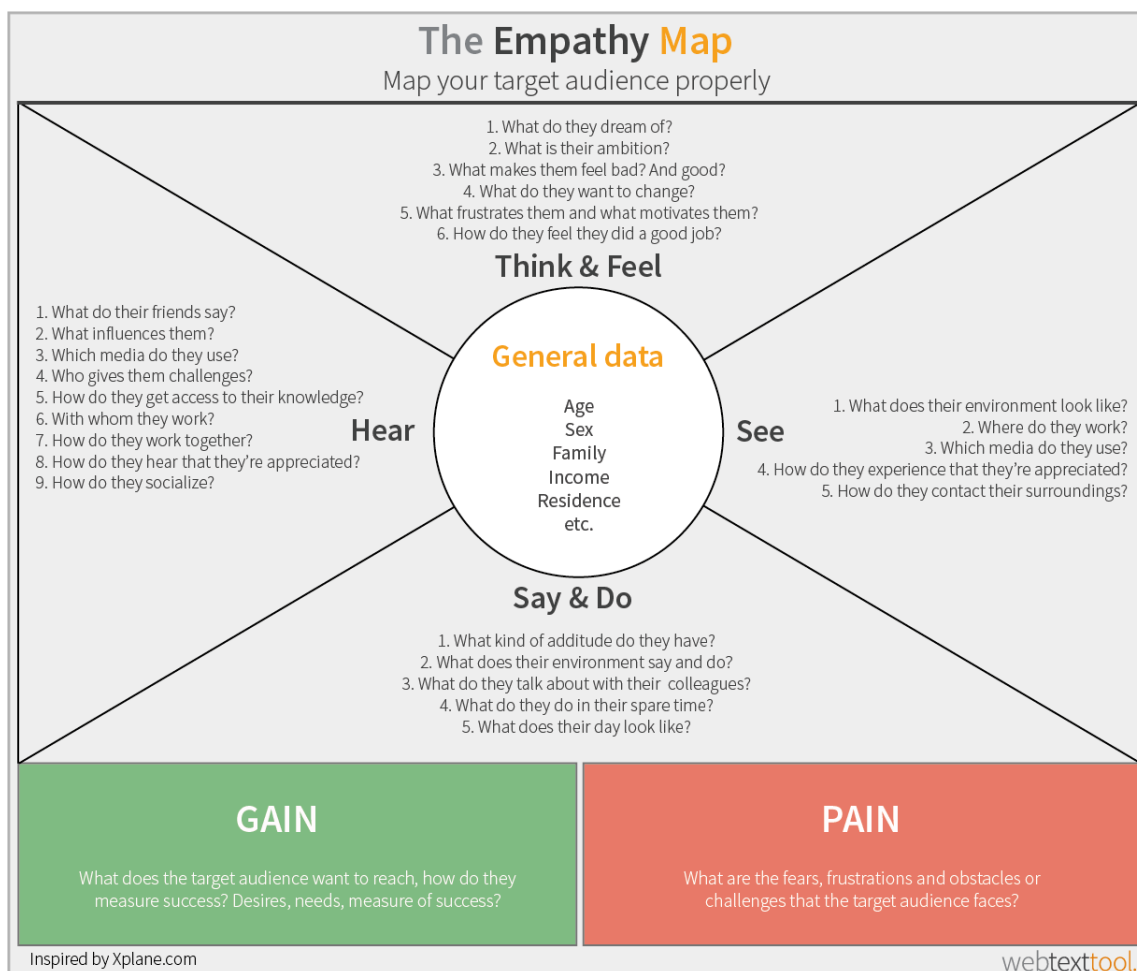 The Empathy Map
Map your target audience properly
1. What do they dream of?
2. What is their ambition?
3. What makes them feel bad? And good?
4. What do they want to change?
5. What frustrates them and what motivates them?
6. How do they feel they did a good job?
Think & Feel
1. What do their friends say?
2. What influences them?
3. Which media do they use?
4. Who gives them challenges?
5. How do they get access to their knowledge?
6. With whom they work?
7. How do they work together?
8. How do they hear that they're appreciated?
9. How do they socialize?
Hear
General data
Age
Sex
Family
Income
Residence
etc.
See
1. What does their environment look like?
2. Where do they work?
3. Which media do they use?
4. How do they experience that they're appreciated?
5. How do they contact their surroundings?
Say & Do
1. What kind of additude do they have?
2. What does their environment say and do?
3. What do they talk about with their colleagues?
4. What do they do in their spare time?
5. What does their day look like?
GAIN
What does the target audience want to reach, how do they
measure success? Desires, needs, measure of success?
PAIN
What are the fears, frustrations and obstacles or
challenges that the target audience faces?
Inspired by Xplane.com
webtexttool.